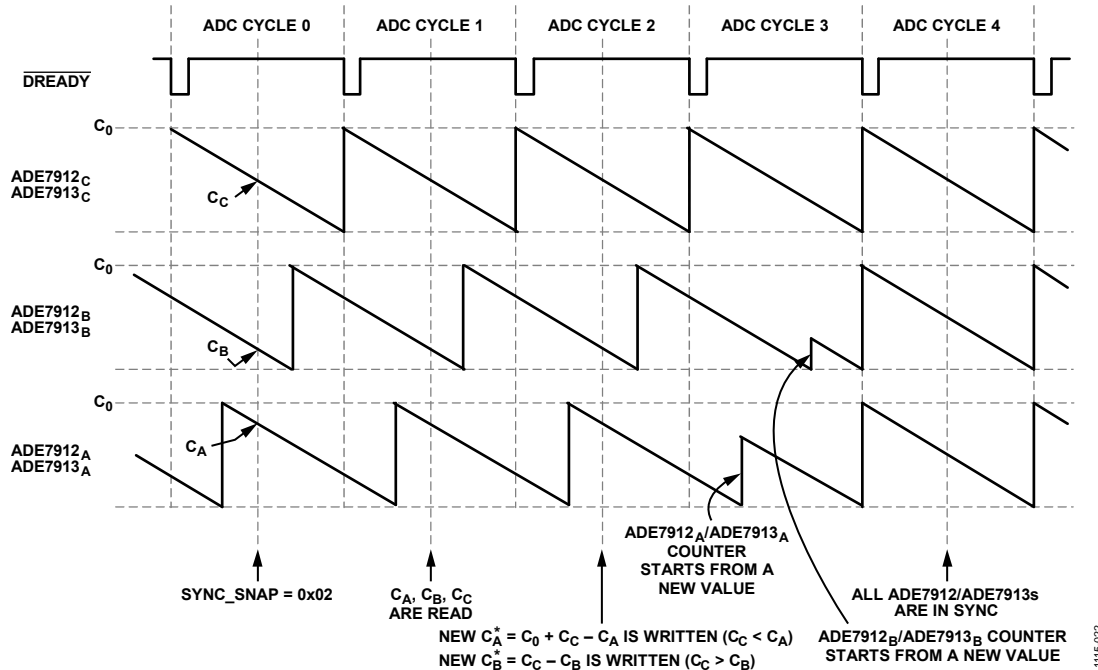 ADC CYCLE 0
ADC CYCLE 1
ADC CYCLE 2
ADC CYCLE 3
ADC CYCLE 4
DREADY
C0
ADE7912C
ADE7913C
CC
C0
ADE7912B
ADE7913B
CB
C0
ADE7912A
ADE7913A
CA
ADE7912A/ADE7913A
COUNTER
STARTS FROM A
NEW VALUE
SYNC_SNAP = 0x02
CA, CB, CC
ARE READ
NEW CA* = C0 + CC – CA IS WRITTEN (CC < CA)
NEW CB* = CC – CB IS WRITTEN (CC > CB)
ALL ADE7912/ADE7913s
ARE IN SYNC
ADE7912B/ADE7913B COUNTER
STARTS FROM A NEW VALUE